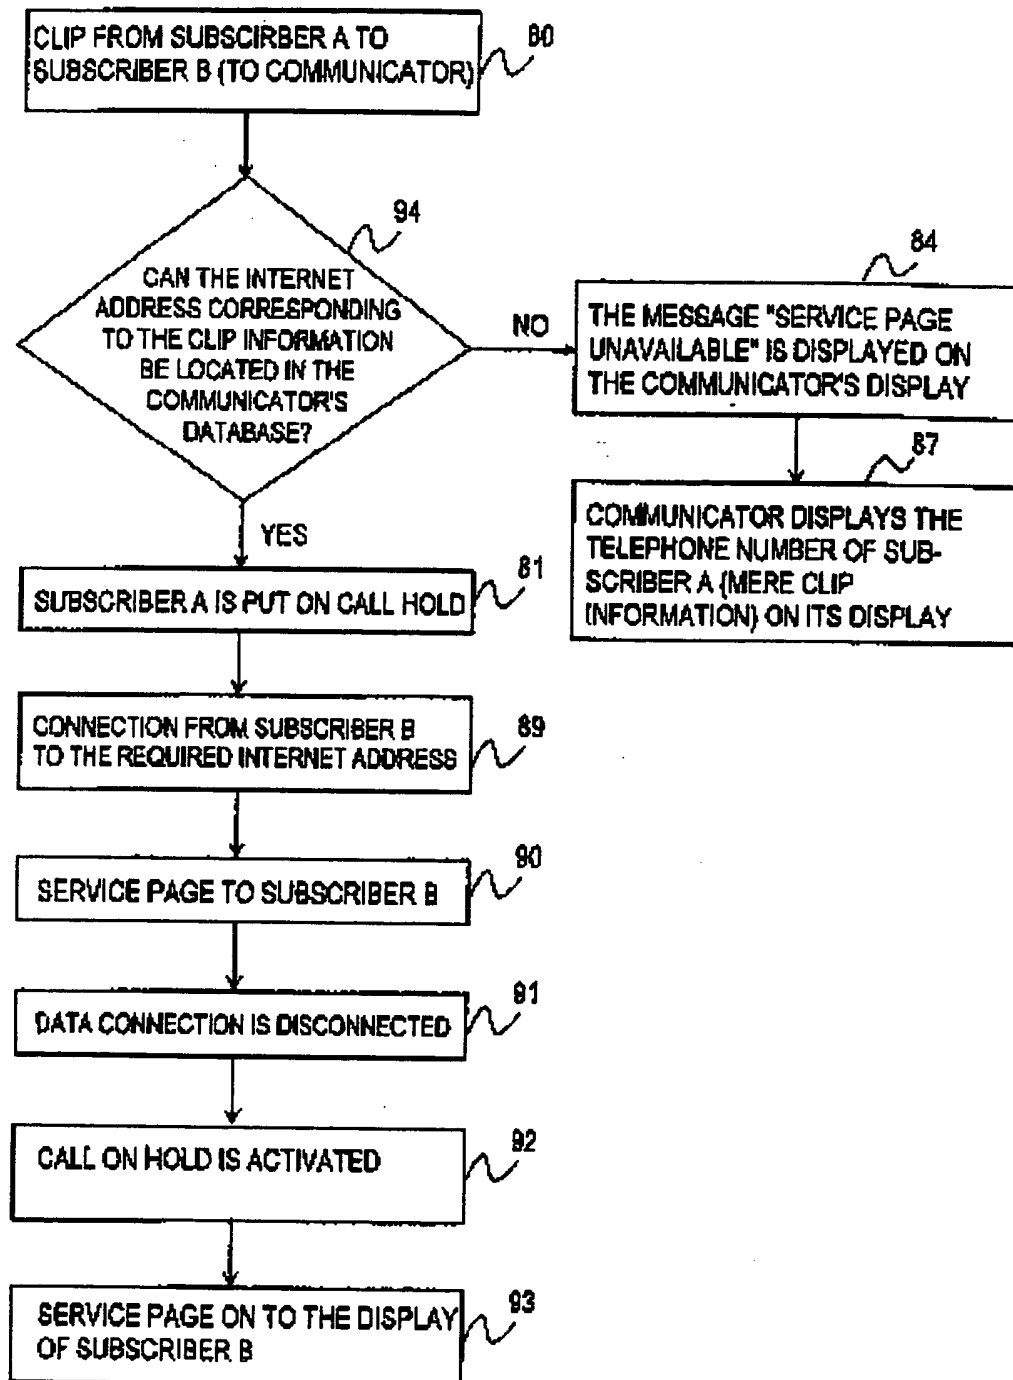 CLIP FROM SUBSCIRBER A TO
SUBSCRIBER B (TO COMMUNICATOR)
80
94
CAN THE INTERNET
ADDRESS CORRESPONDING
TO THE CLIP INFORMATION
BE LOCATED IN THE
COMMUNICATOR'S
DATABASE?
NO
84
THE MESSAGE "SERVICE PAGE
UNAVAILABLE" IS DISPLAYED ON
THE COMMUNICATOR'S DISPLAY
87
COMMUNICATOR DISPLAYS THE
TELEPHONE NUMBER OF SUB-
SCRIBER A (MERE CLIP
INFORMATION) ON ITS DISPLAY
YES
81
SUBSCRIBER A IS PUT ON CALL HOLD
CONNECTION FROM SUBSCRIBER B
TO THE REQUIRED INTERNET ADDRESS
89
SERVICE PAGE TO SUBSCRIBER B
90
DATA CONNECTION IS DISCONNECTED
91
CALL ON HOLD IS ACTIVATED
92
SERVICE PAGE ON TO THE DISPLAY
OF SUBSCRIBER B
93